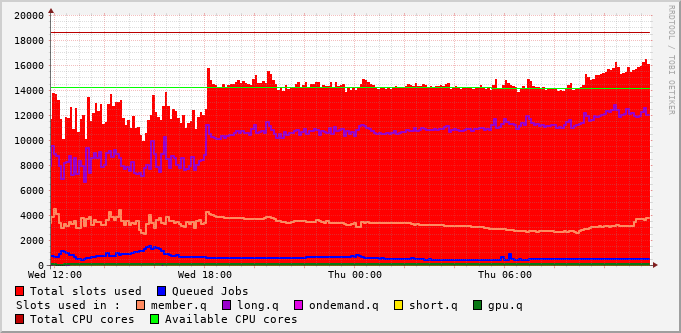 20000
18000
16000
14000
12000
10000
8000
6000
4000
2000
0
Wed 12:00 Wed 18:00 Thu 00:00 Thu 06:00
Total slots used Queued Jobs
Slots used in : member.q long.q ondemand.q short.q gpu.q
Total CPU cores Available CPU cores
RRDTOOL / TOBI OETIKER